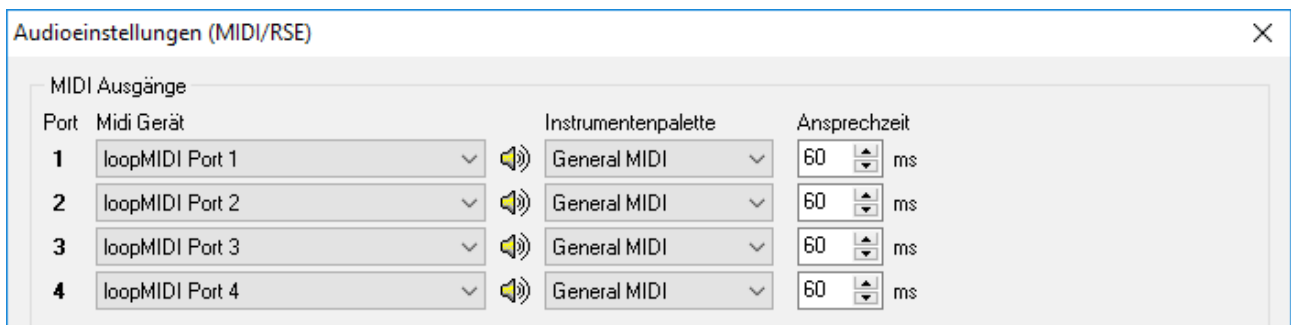 Audioeinstellungen (MIDI/RSE)
MIDI Ausgänge
Port Midi Gerät Instrumentenpalette Ansprechzeit
1 loopMIDI Port 1 General MIDI 60 ms
2 loopMIDI Port 2 General MIDI 60 ms
3 loopMIDI Port 3 General MIDI 60 ms
4 loopMIDI Port 4 General MIDI 60 ms